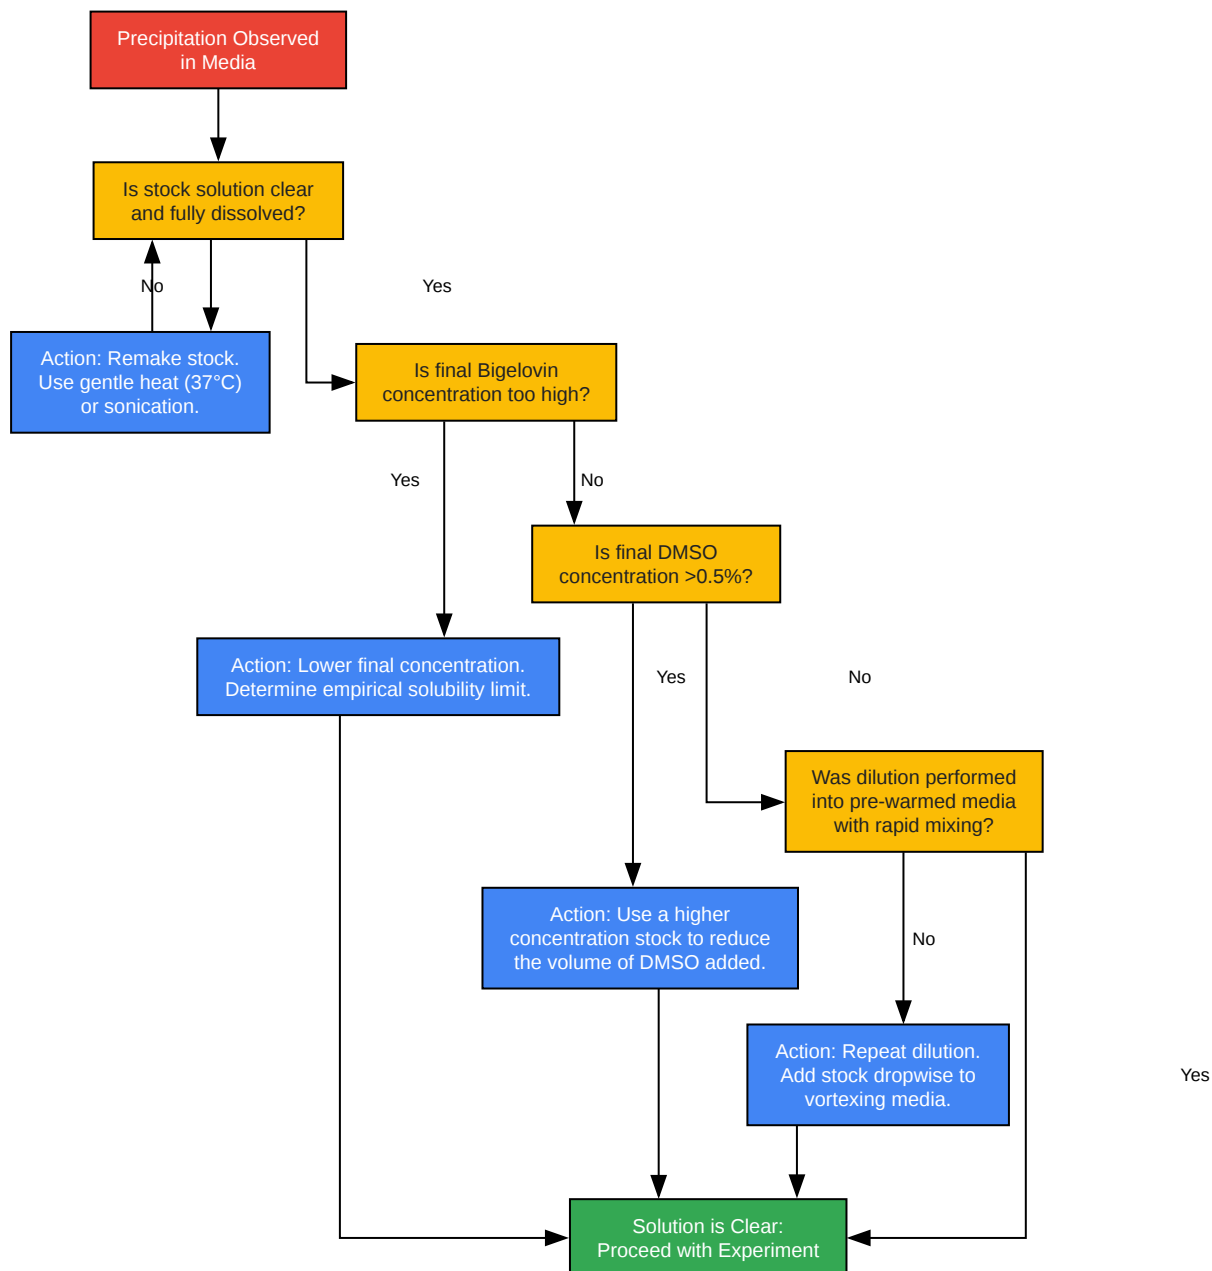 Precipitation Observed
in Media
Is stock solution clear
and fully dissolved?
No
Yes
Action: Remake stock.
Use gentle heat (37°C)
or sonication.
Is final Bigelovin
concentration too high?
Yes
No
Is final DMSO
concentration >0.5%?
Action: Lower final concentration.
Determine empirical solubility limit.
Yes
No
Was dilution performed
into pre-warmed media
with rapid mixing?
Action: Use a higher
concentration stock to reduce
the volume of DMSO added.
No
Action: Repeat dilution.
Add stock dropwise to
vortexing media.
Yes
Solution is Clear:
Proceed with Experiment